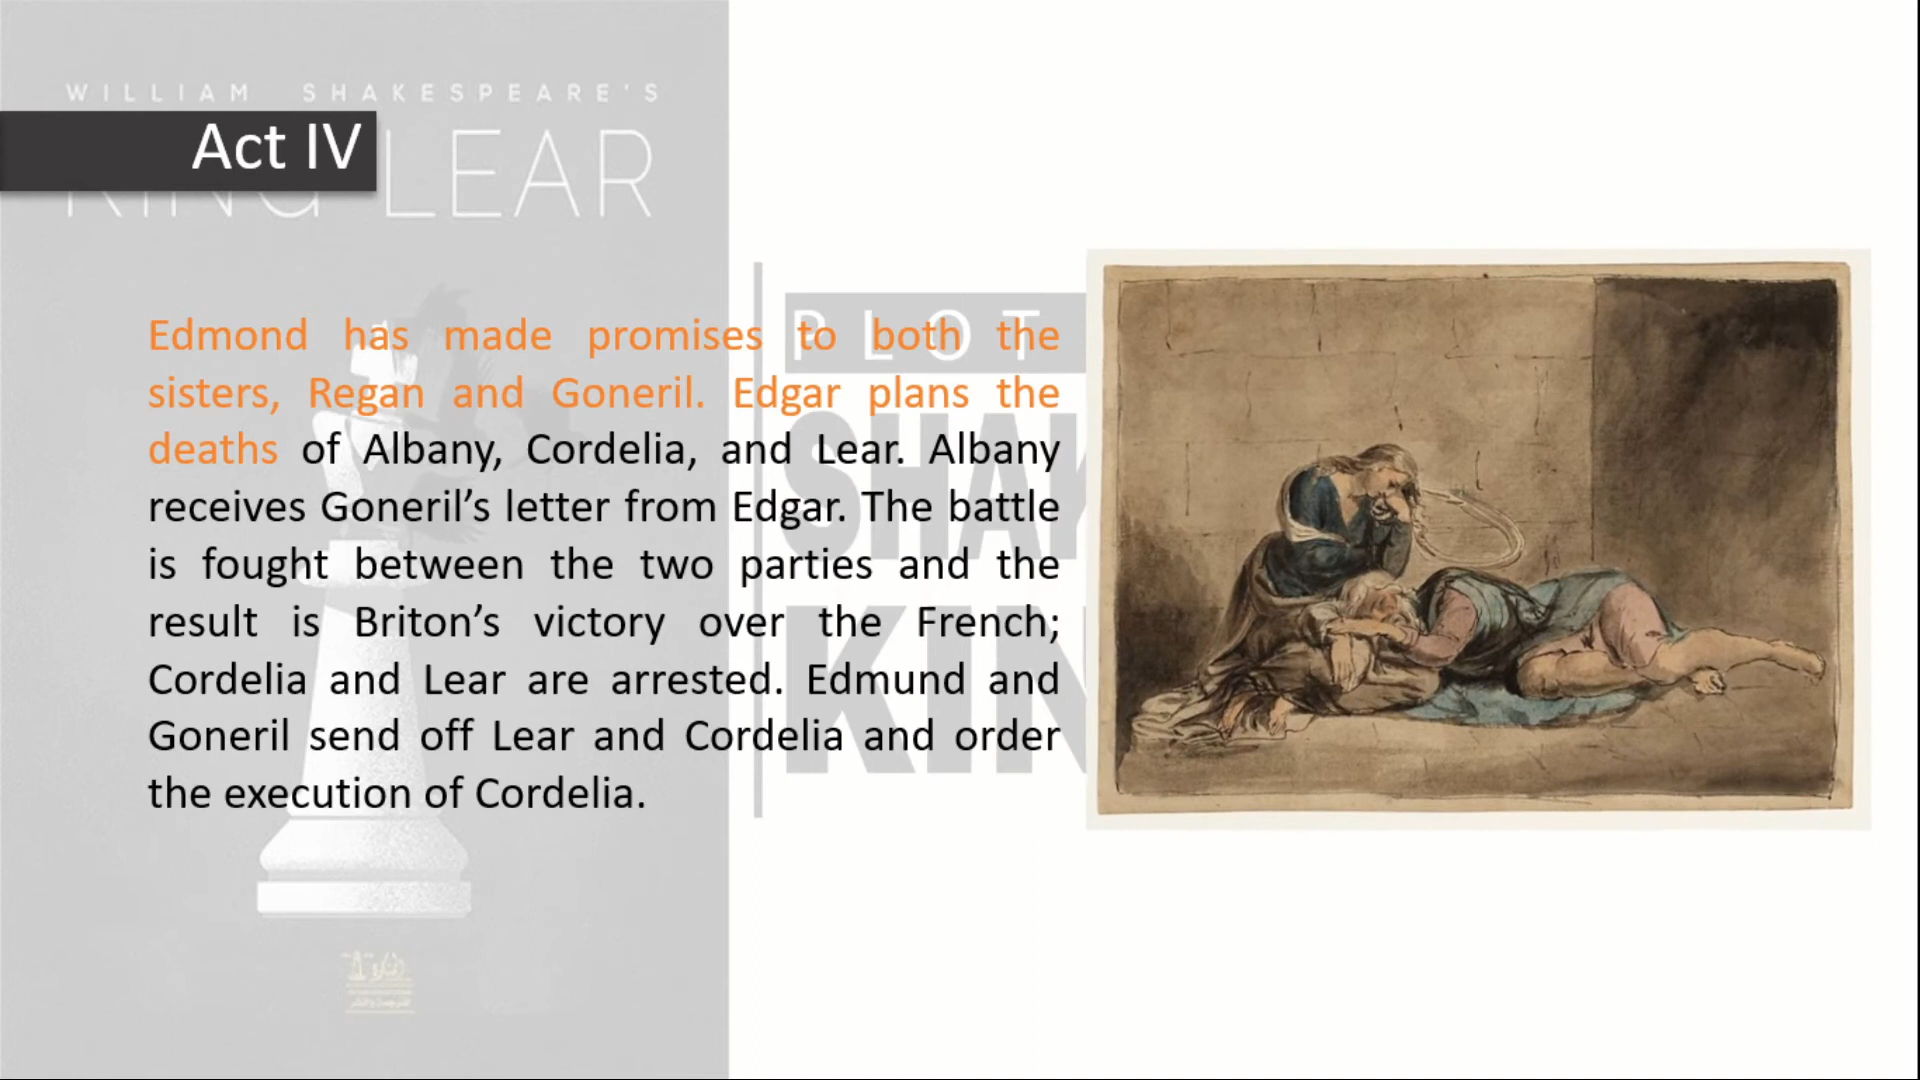 WILLIAM SHAKESPEARE'S
Act IV
KING LEAR
PLOT
Edmond has made promises to both the
sisters, Regan and Goneril. Edgar plans the
deaths of Albany, Cordelia, and Lear. Albany
receives Goneril’s letter from Edgar. The battle
is fought between the two parties and the
result is Briton’s victory over the French;
Cordelia and Lear are arrested. Edmund and
Goneril send off Lear and Cordelia and order
the execution of Cordelia.
SHA
KIN